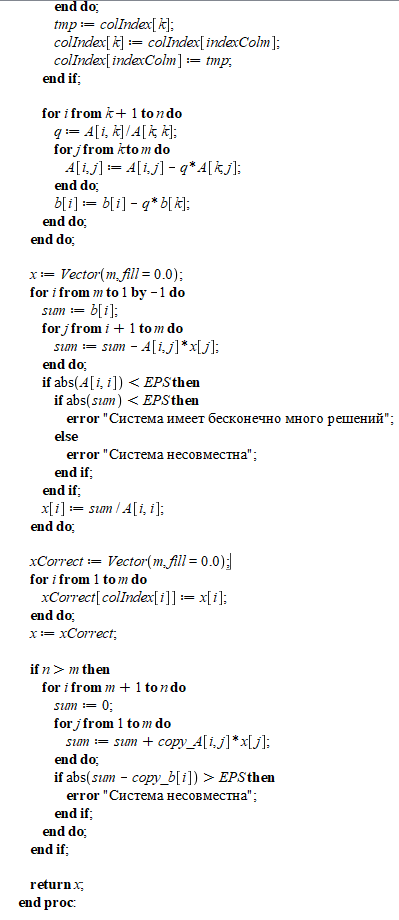 end do;
tmp := colIndex[k];
colIndex[k] := colIndex[indexColm];
colIndex[indexColm] := tmp;
end if;
for i from k + 1 to n do
q := A[i, k]/A[k, k];
for j from k to m do
A[i, j] := A[i, j] - q*A[k, j];
end do;
b[i] := b[i] - q*b[k];
end do;
end do;
x := Vector(m, fill = 0.0);
for i from m to 1 by -1 do
sum := b[i];
for j from i + 1 to m do
sum := sum - A[i, j]*x[j];
end do;
if abs(A[i, i]) < EPS then
if abs(sum) < EPS then
error "Система имеет бесконечно много решений";
else
error "Система несовместна";
end if;
end if;
x[i] := sum / A[i, i];
end do;
xCorrect := Vector(m, fill = 0.0);
for i from 1 to m do
xCorrect[colIndex[i]] := x[i];
end do;
x := xCorrect;
if n > m then
for i from m + 1 to n do
sum := 0;
for j from 1 to m do
sum := sum + copy_A[i, j]*x[j];
end do;
if abs(sum - copy_b[i]) > EPS then
error "Система несовместна";
end if;
end do;
end if;
return x;
end proc: